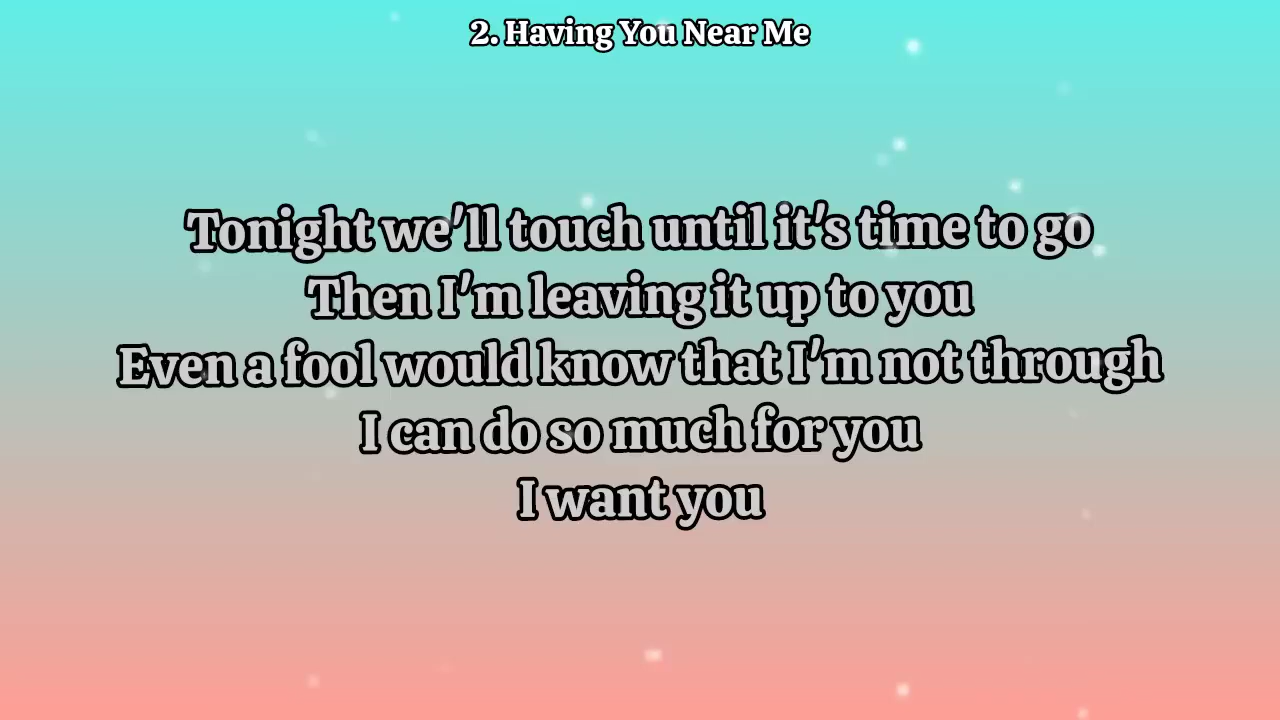 2. Having You Near Me
Tonight we'll touch until it's time to go
Then I'm leaving it up to you
Even a fool would know that I'm not through
I can do so much for you
I want you